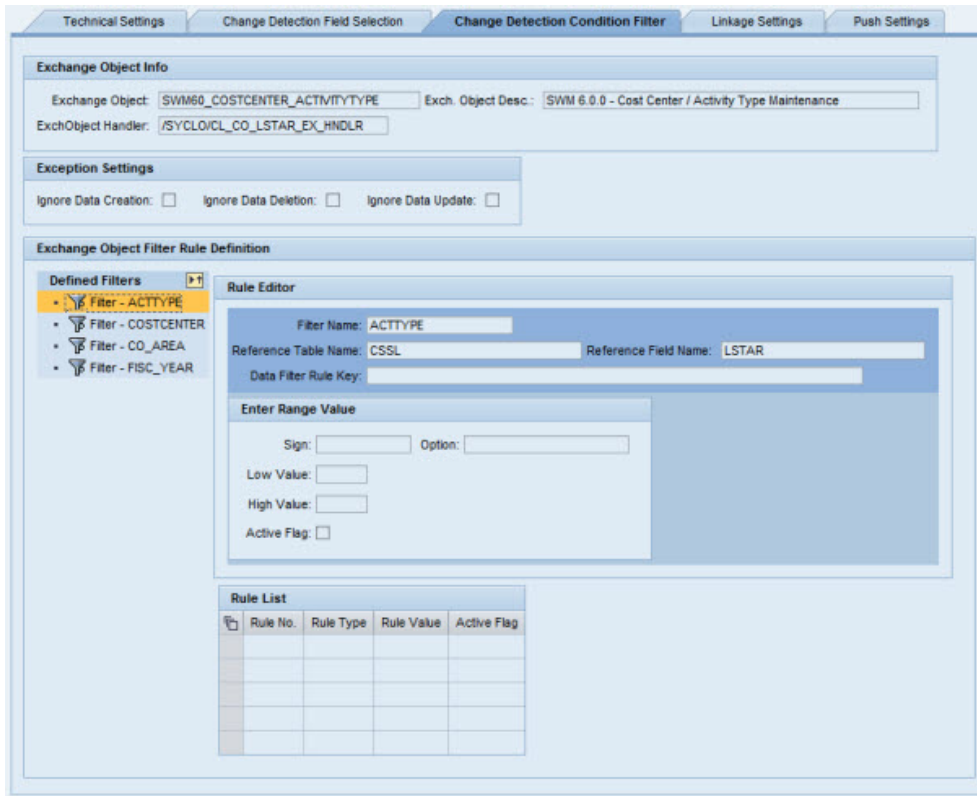 Technical Settings Change Detection Field Selection Change Detection Condition Filter Linkage Settings Push Settings
Exchange Object Info
Exchange Object: SWM60_COSTCENTER_ACTIVITYTYPE Exch. Object Desc.: SWM 6.0.0 - Cost Center / Activity Type Maintenance
ExchObject Handler: /SYCLO/CL_CO_LSTAR_EX_HNDLR
Exception Settings
Ignore Data Creation: Ignore Data Deletion: Ignore Data Update:
Exchange Object Filter Rule Definition
Defined Filters
Filter - ACTTYPE
Filter - COSTCENTER
Filter - CO_AREA
Filter - FISC_YEAR
Rule Editor
Filter Name: ACTTYPE
Reference Table Name: CSSL Reference Field Name: LSTAR
Data Filter Rule Key:
Enter Range Value
Sign: Option:
Low Value:
High Value:
Active Flag:
Rule List
Rule No. Rule Type Rule Value Active Flag